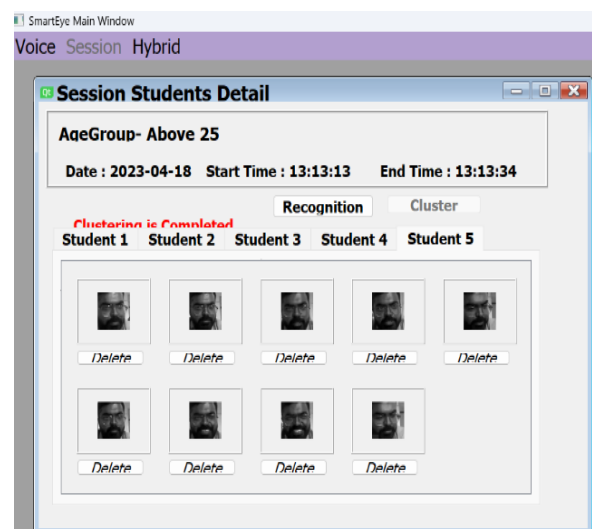 SmartEye Main Window
Voice Session Hybrid
Session Students Detail
AgeGroup- Above 25
Date : 2023-04-18 Start Time : 13:13:13 End Time : 13:13:34
Recognition Cluster
Clustering is Completed
Student 1 Student 2 Student 3 Student 4 Student 5
Delete Delete Delete Delete Delete
Delete Delete Delete Delete